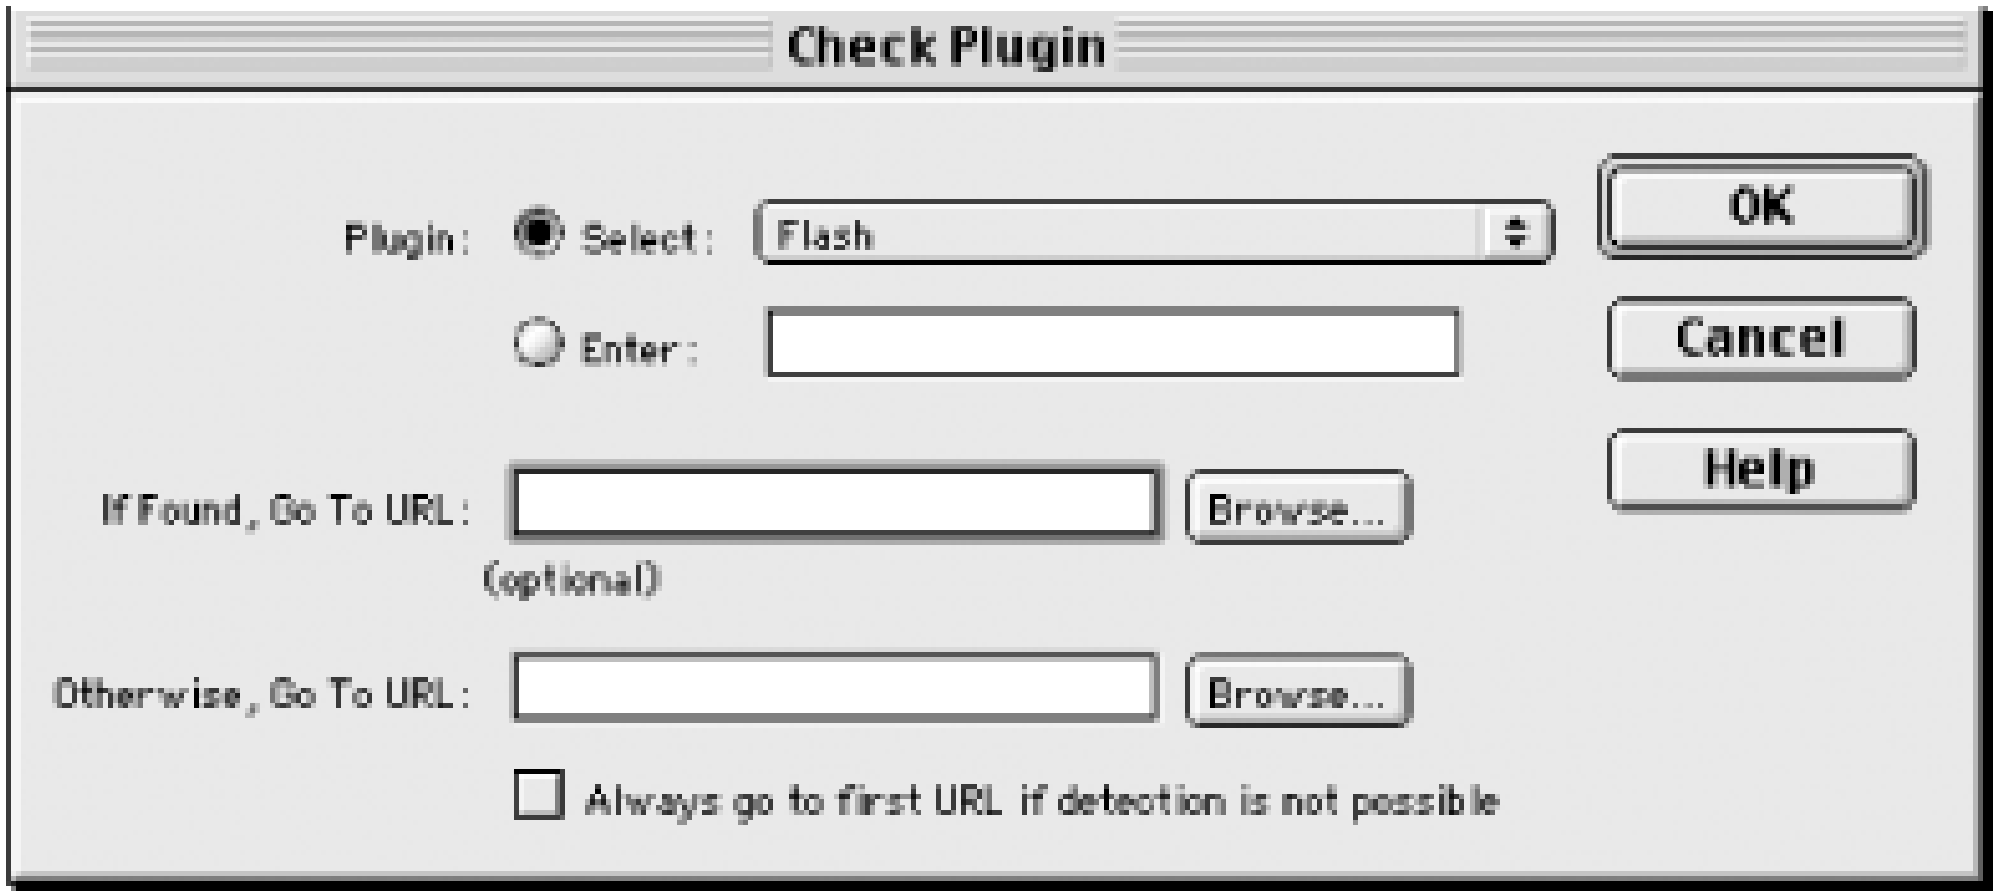 Check Plugin
Plugin: Select: Flash
OK
Enter:
Cancel
Help
If Found, Go To URL: Browse...
(optional)
Otherwise, Go To URL: Browse...
Always go to first URL if detection is not possible